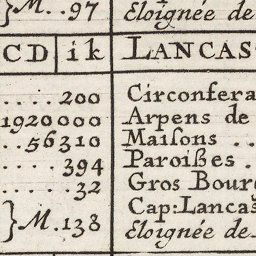 }M. .97 Eloignée de
CD ik LANCAS
.... 200 Circonfera
1920000 Arpens de
..56310 Maiſons ..
..... 394 Paroiſſes .
...... 32 Gros Bour
}M. 138 Cap: Lancas
Eloignée de